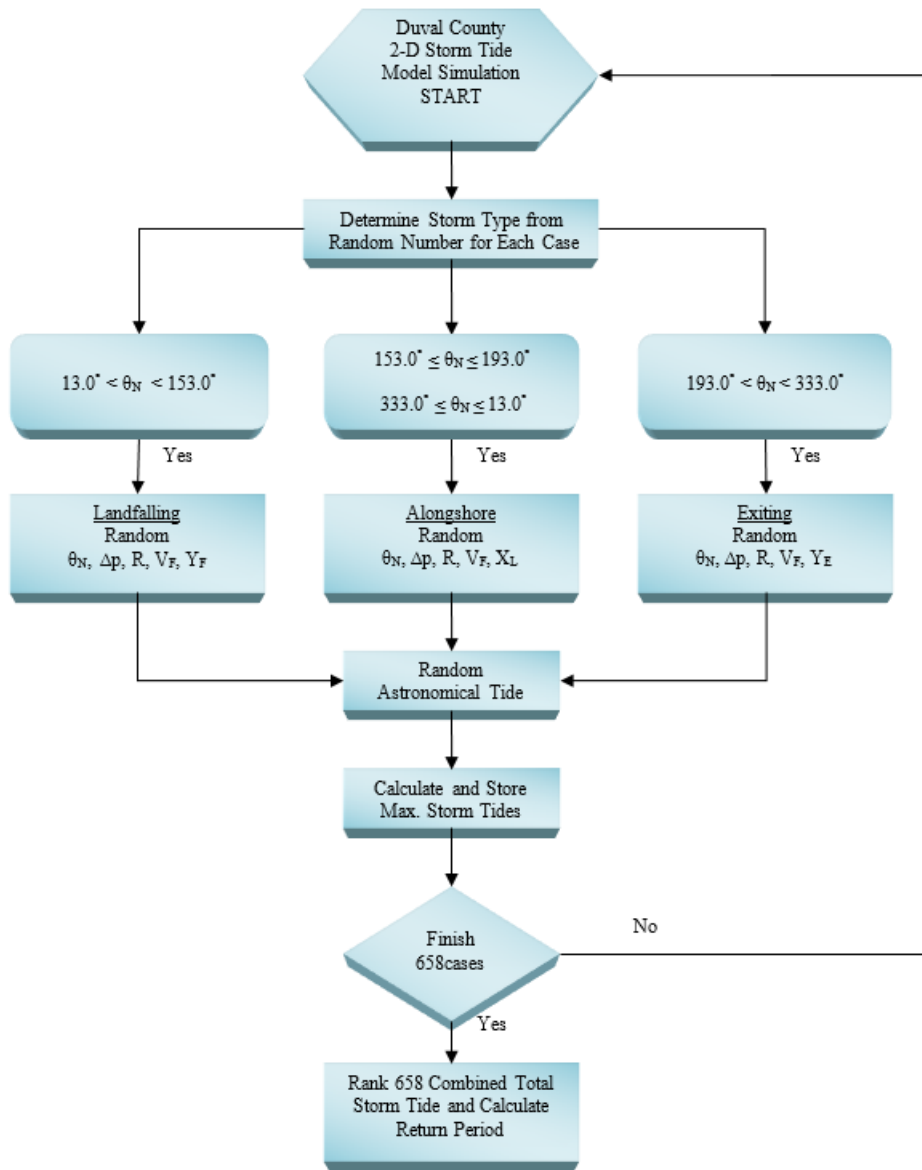 Duval County
2-D Storm Tide
Model Simulation
START
Determine Storm Type from
Random Number for Each Case
13.0˚ < θN < 153.0˚
153.0˚ ≤ θN ≤ 193.0˚
333.0˚ ≤ θN ≤ 13.0˚
193.0˚ < θN < 333.0˚
Yes
Yes
Yes
Landfalling
Random
θN, Δp, R, VF, YF
Alongshore
Random
θN, Δp, R, VF, XL
Exiting
Random
θN, Δp, R, VF, YE
Random
Astronomical Tide
Calculate and Store
Max. Storm Tides
Finish
658cases
No
Yes
Rank 658 Combined Total
Storm Tide and Calculate
Return Period